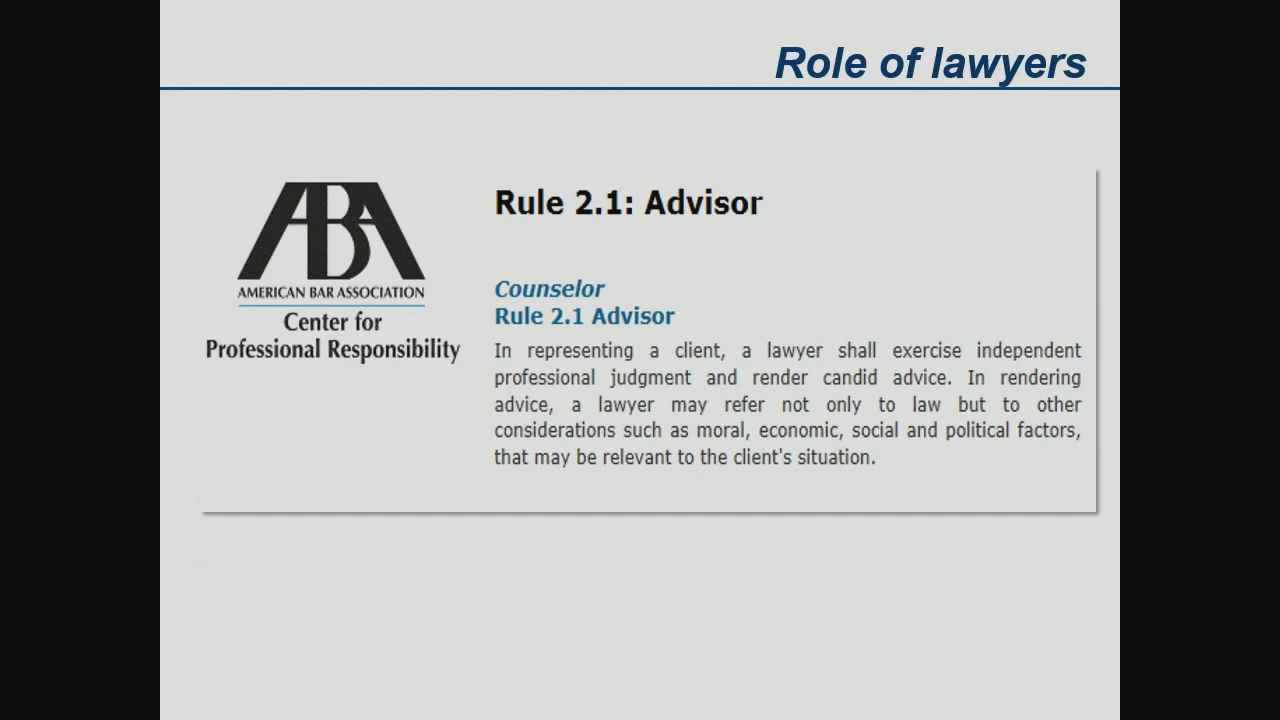 Role of lawyers
ABA
AMERICAN BAR ASSOCIATION
Center for
Professional Responsibility
Rule 2.1: Advisor
Counselor
Rule 2.1 Advisor
In representing a client, a lawyer shall exercise independent
professional judgment and render candid advice. In rendering
advice, a lawyer may refer not only to law but to other
considerations such as moral, economic, social and political factors,
that may be relevant to the client's situation.